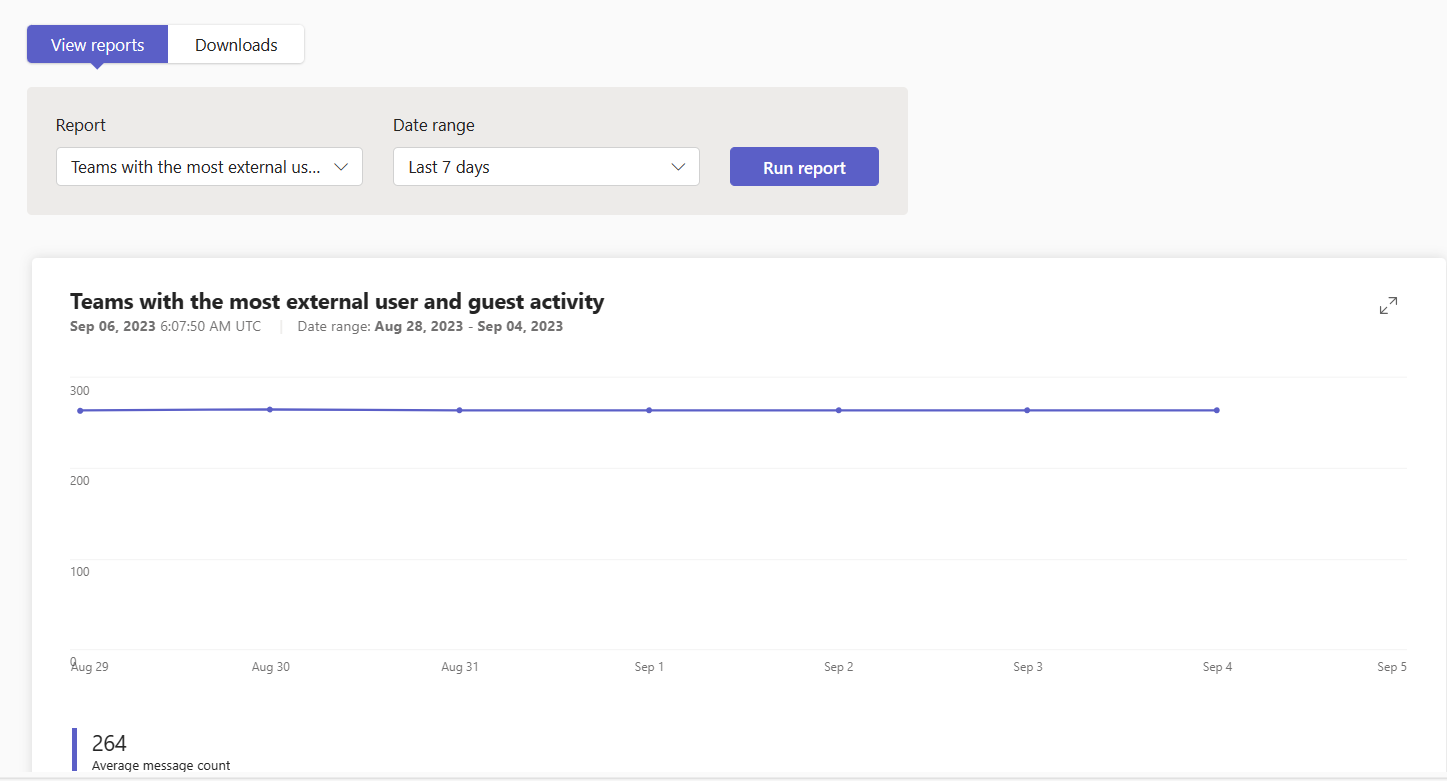 View reports Downloads
Report Date range
Teams with the most external us... Last 7 days Run report
Teams with the most external user and guest activity
Sep 06, 2023 6:07:50 AM UTC | Date range: Aug 28, 2023 - Sep 04, 2023
300
200
100
0
Aug 29 Aug 30 Aug 31 Sep 1 Sep 2 Sep 3 Sep 4 Sep 5
264
Average message count